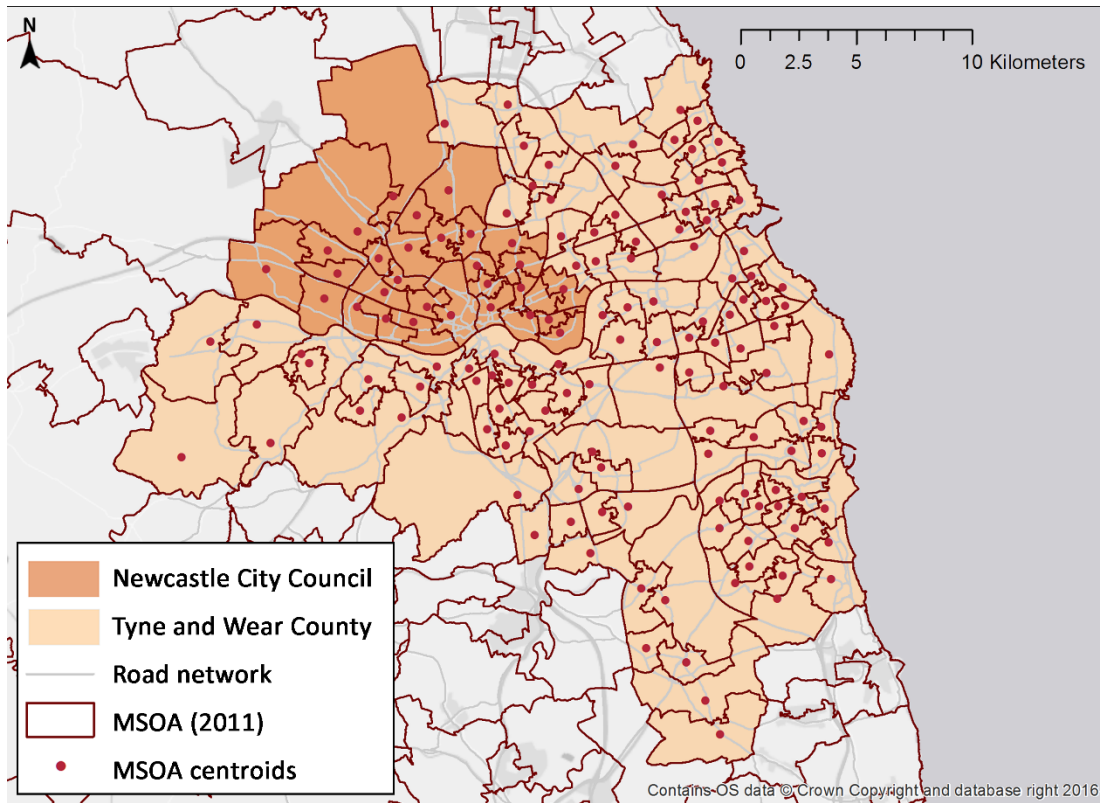 N
0 2.5 5 10 Kilometers
Newcastle City Council
Tyne and Wear County
Road network
MSOA (2011)
MSOA centroids
Contains OS data © Crown Copyright and database right 2016